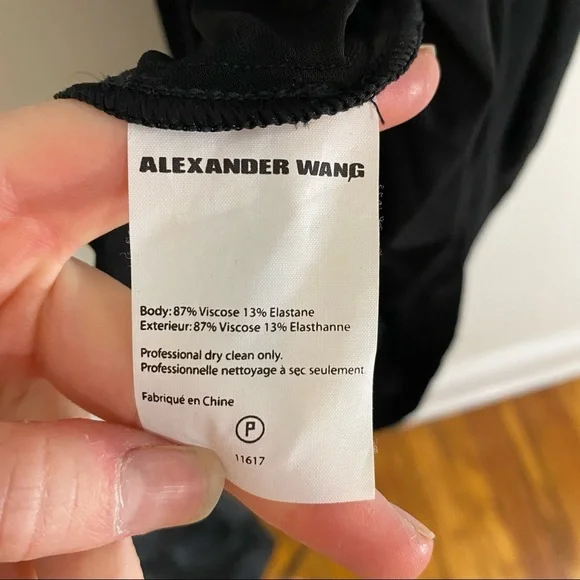 ALEXANDER WANG
Body: 87% Viscose 13% Elastane
Exterieur: 87% Viscose 13% Elasthanne
Professional dry clean only.
Professionnelle nettoyage à sęc seulement.
Fabriqué en Chine
P
11617